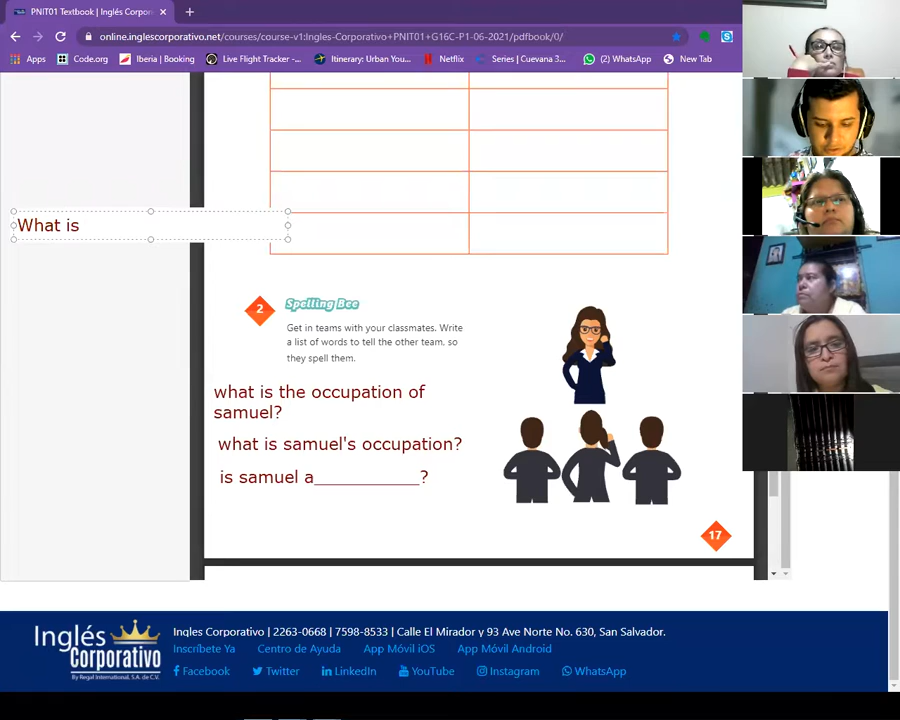 PNIT01 Textbook | Inglés Corpora
online.inglescorporativo.net/courses/course-v1:Ingles-Corporativo+PNIT01+G16C-P1-06-2021/pdfbook/0/
Apps Code.org Iberia | Booking Live Flight Tracker -... Itinerary: Urban You... Netflix Series | Cuevana 3... (2) WhatsApp New Tab
What is
2 Spelling Bee
Get in teams with your classmates. Write
a list of words to tell the other team, so
they spell them.
what is the occupation of
samuel?
what is samuel's occupation?
is samuel a___________?
17
Inglés
Corporativo
By Regal International, S.A. de C.V.
Ingles Corporativo | 2263-0668 | 7598-8533 | Calle El Mirador y 93 Ave Norte No. 630, San Salvador.
Inscríbete Ya Centro de Ayuda App Móvil iOS App Móvil Android
Facebook Twitter LinkedIn YouTube Instagram WhatsApp